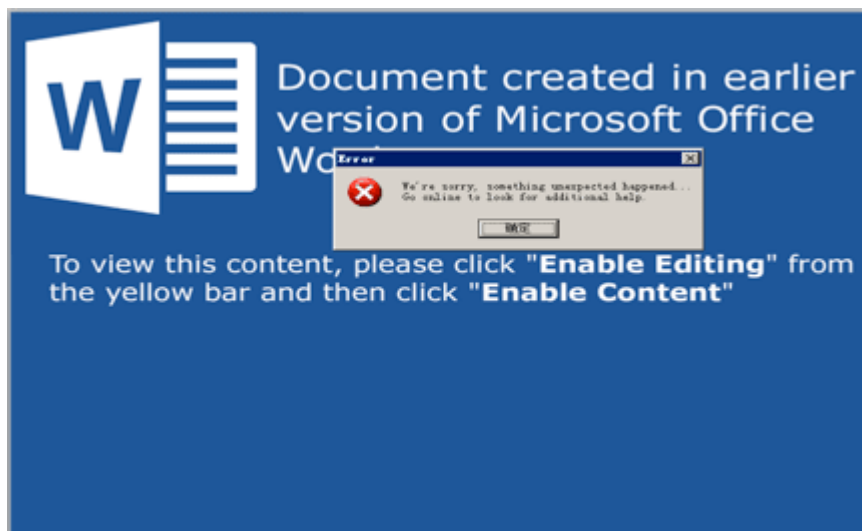 W
Document created in earlier
version of Microsoft Office
Error
We're sorry, something unexpected happened...
Go online to look for additional help.
确定
To view this content, please click "Enable Editing" from
the yellow bar and then click "Enable Content"